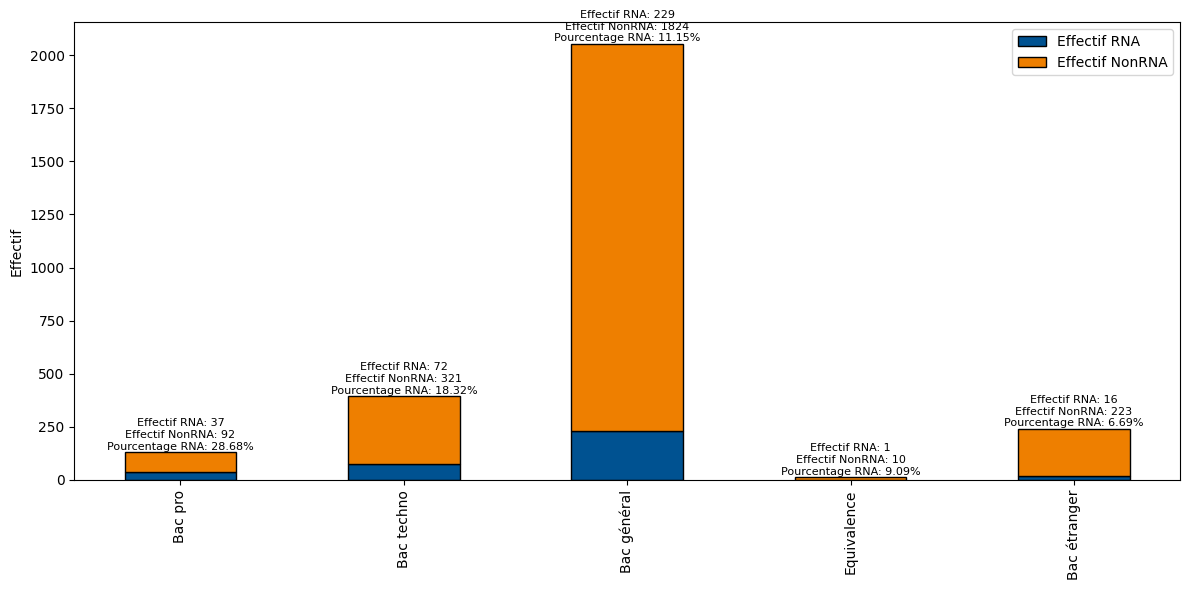 Effectif RNA: 229
Effectif NonRNA: 1824
Pourcentage RNA: 11.15%
Effectif RNA
Effectif NonRNA
2000
1750
1500
1250
1000
750
500
250
0
Effectif
Effectif RNA: 37
Effectif NonRNA: 92
Pourcentage RNA: 28.68%
Effectif RNA: 72
Effectif NonRNA: 321
Pourcentage RNA: 18.32%
Effectif RNA: 1
Effectif NonRNA: 10
Pourcentage RNA: 9.09%
Effectif RNA: 16
Effectif NonRNA: 223
Pourcentage RNA: 6.69%
Bac pro
Bac techno
Bac général
Equivalence
Bac étranger